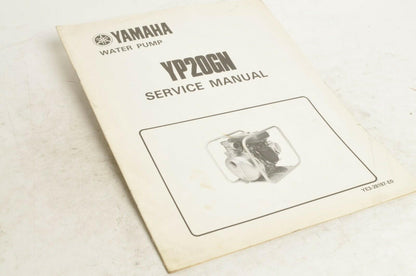 YAMAHA
WATER PUMP
YP20GN
SERVICE MANUAL